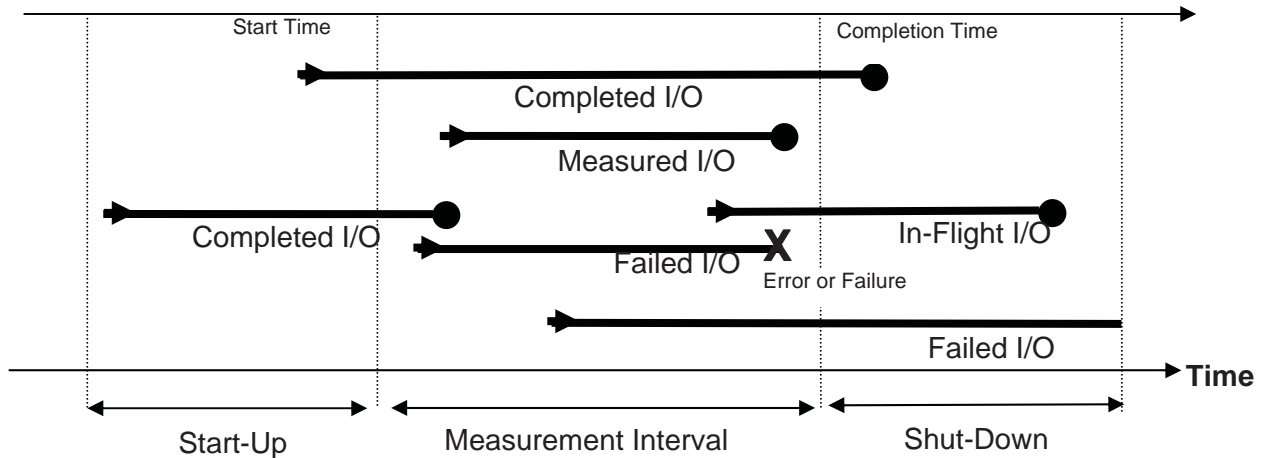 Start Time
Completion Time
Completed I/O
Measured I/O
Completed I/O
In-Flight I/O
Failed I/O
X
Error or Failure
Failed I/O
Time
Start-Up
Measurement Interval
Shut-Down